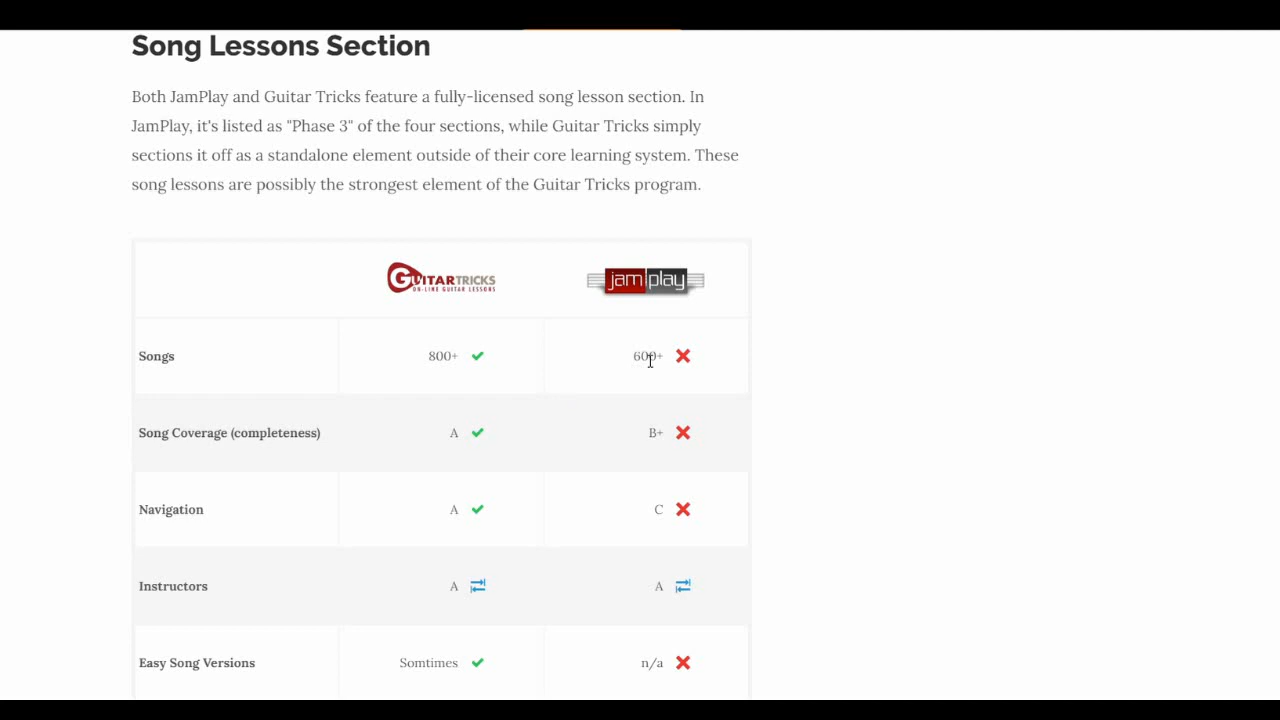 Song Lessons Section
Both JamPlay and Guitar Tricks feature a fully-licensed song lesson section. In
JamPlay, it's listed as "Phase 3" of the four sections, while Guitar Tricks simply
sections it off as a standalone element outside of their core learning system. These
song lessons are possibly the strongest element of the Guitar Tricks program.
GUITARTRICKS jamplay
ON-LINE GUITAR LESSONS
Songs 800+ 600+
Song Coverage (completeness) A B+
Navigation A C
Instructors A A
Easy Song Versions Somtimes n/a